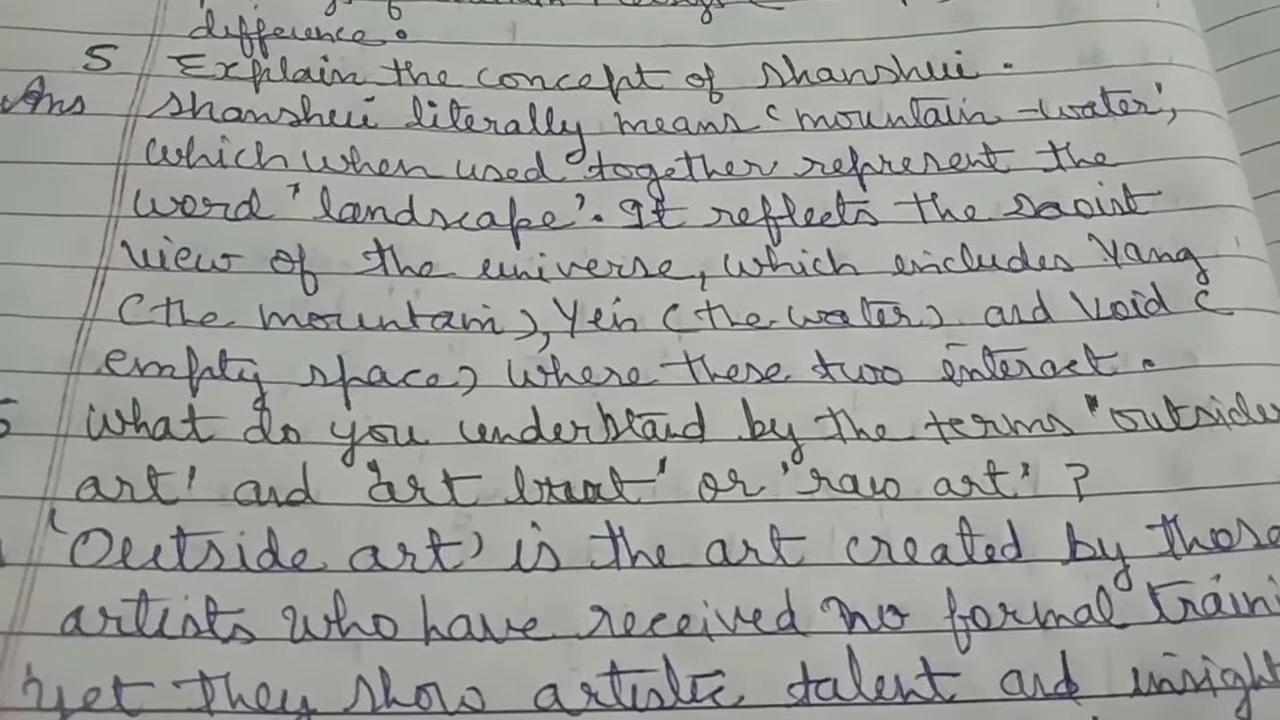 difference.
5 Explain the concept of Shanshui.
Ans Shanshui literally means 'mountain-water',
which when used together represent the
word 'landscape'. It reflects the Daoist
view of the universe, which includes Yang
(the mountain), Yein (the water) and Void (
empty space) where these two interact.
What do you understand by the terms "outside
art' and 'art brut' or 'raw art'?
'Outside art' is the art created by those
artists who have received no formal traini
yet they show artistic talent and insight